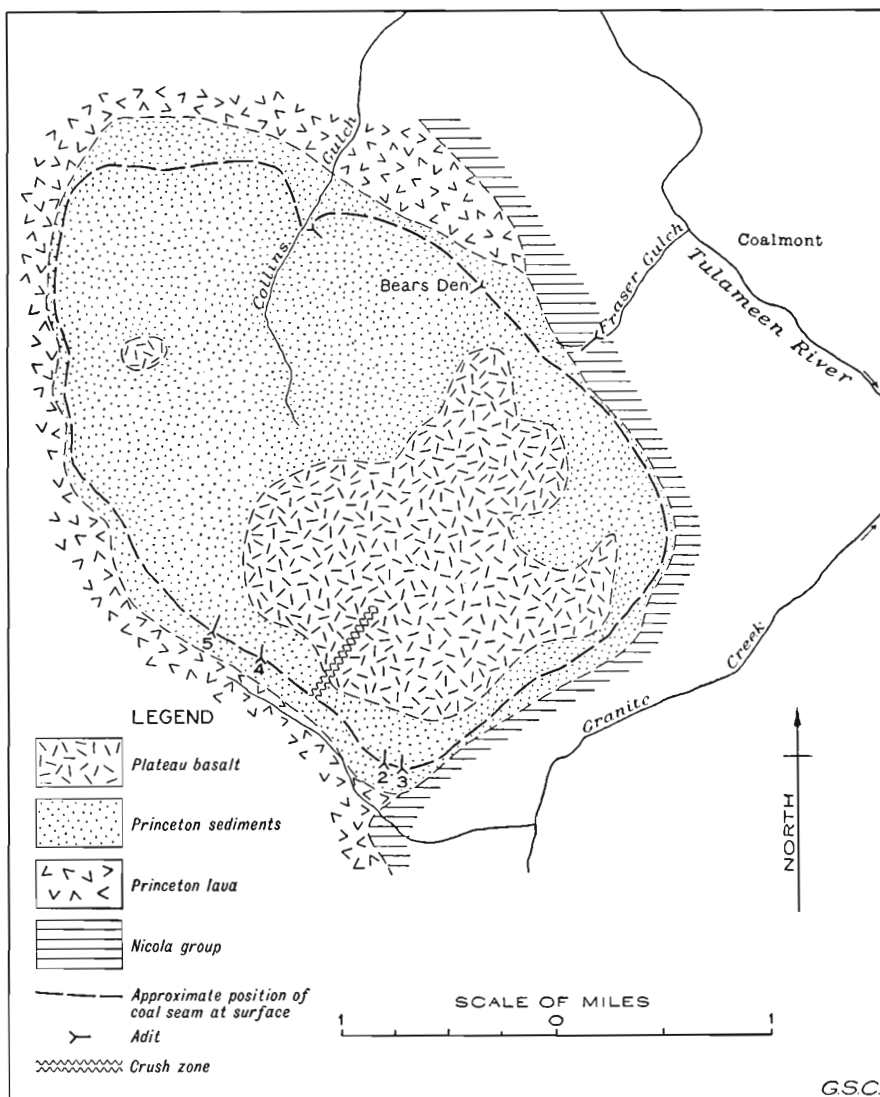 Collins Gulch
Bears Den
Fraser Gulch
Coalmont
Tulameen River
5
4
2
3
Granite Creek
LEGEND
Plateau basalt
Princeton sediments
Princeton lava
Nicola group
Approximate position of
coal seam at surface
Adit
Crush zone
NORTH
SCALE OF MILES
1 0 1
G.S.C.